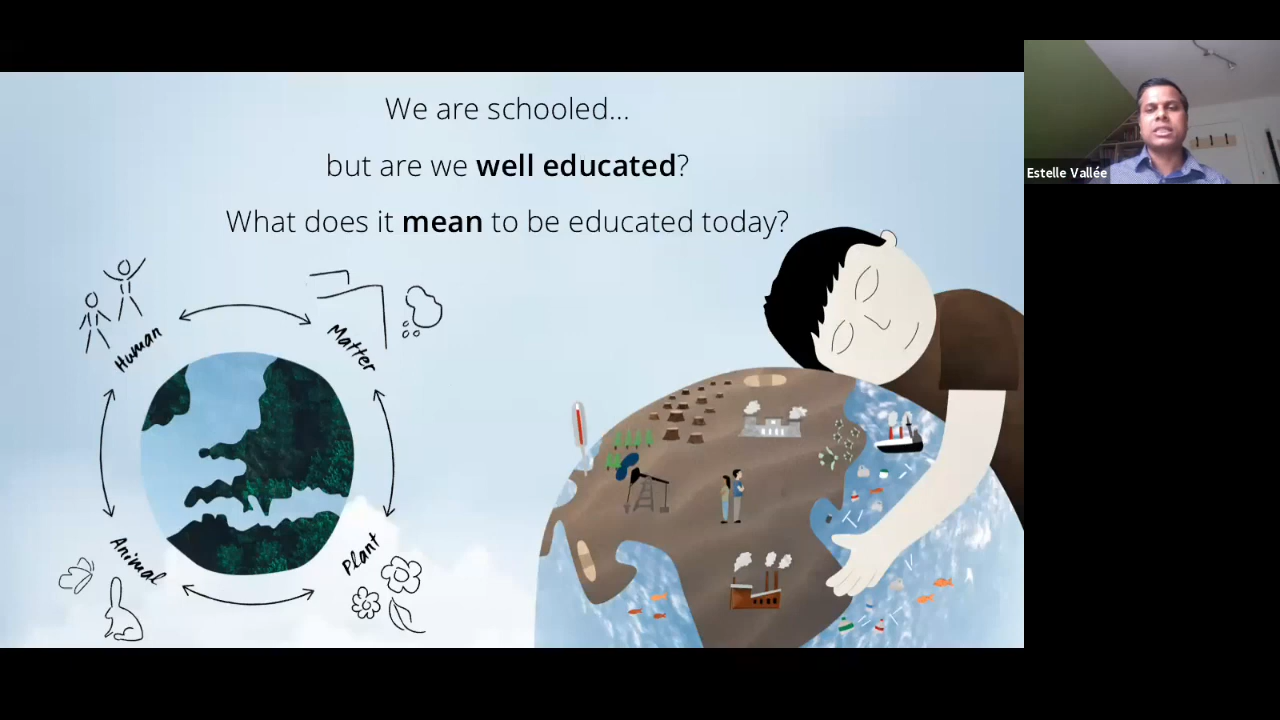 We are schooled...
but are we well educated?
What does it mean to be educated today?
Human
Matter
Animal
Plant
Estelle Vallée